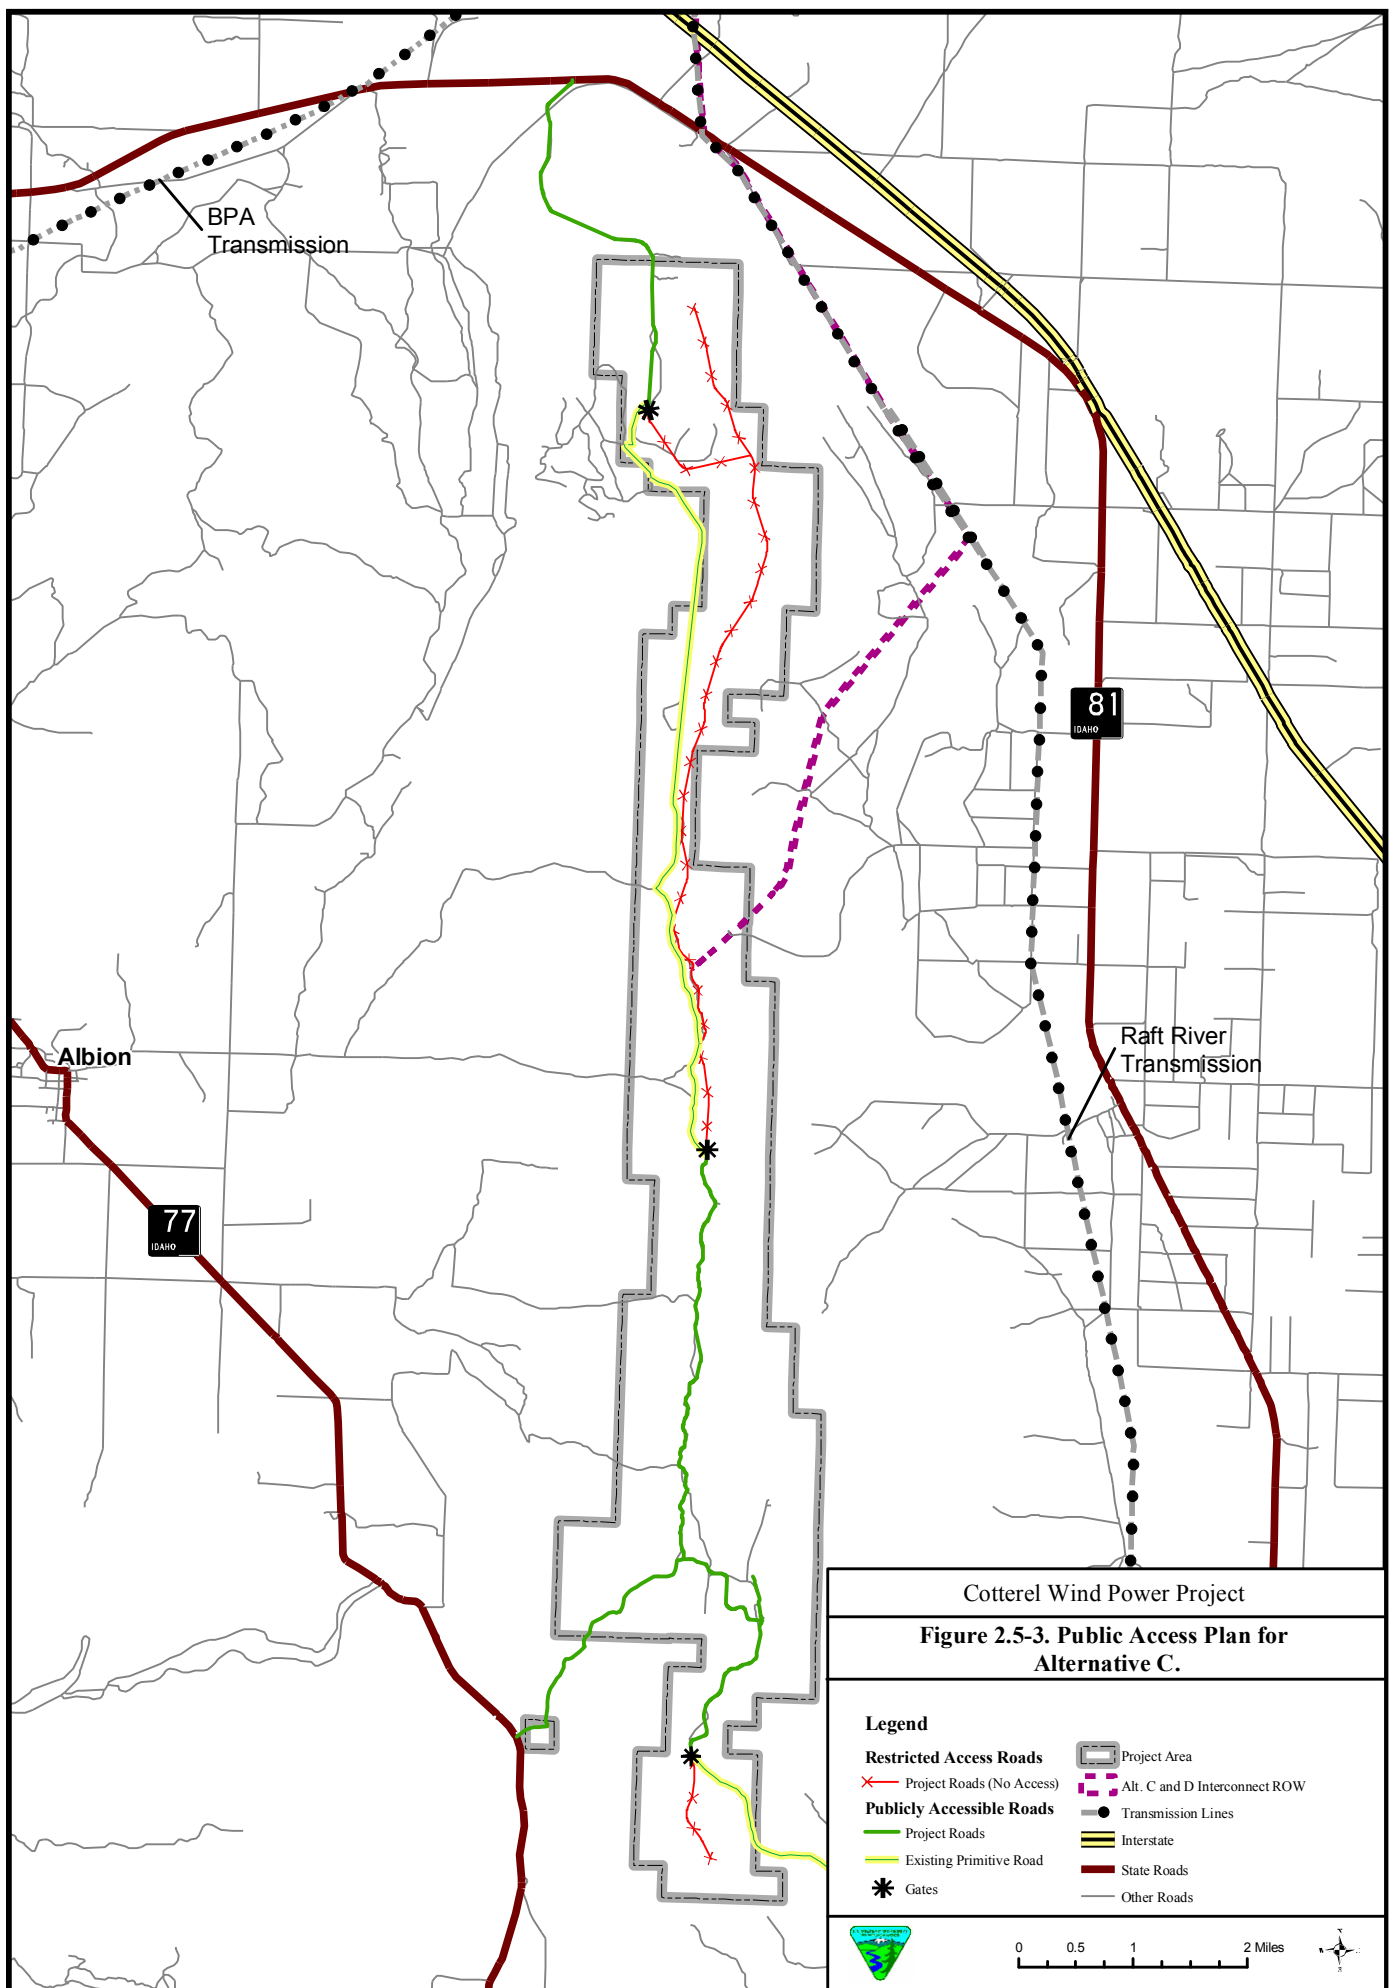 BPA
Transmission
81
IDAHO
Albion
Raft River
Transmission
77
IDAHO
Cotterel Wind Power Project
Figure 2.5-3. Public Access Plan for
Alternative C.
Legend
Restricted Access Roads
Project Roads (No Access)
Publicly Accessible Roads
Project Roads
Existing Primitive Road
Gates
Project Area
Alt. C and D Interconnect ROW
Transmission Lines
Interstate
State Roads
Other Roads
0 0.5 1 2 Miles